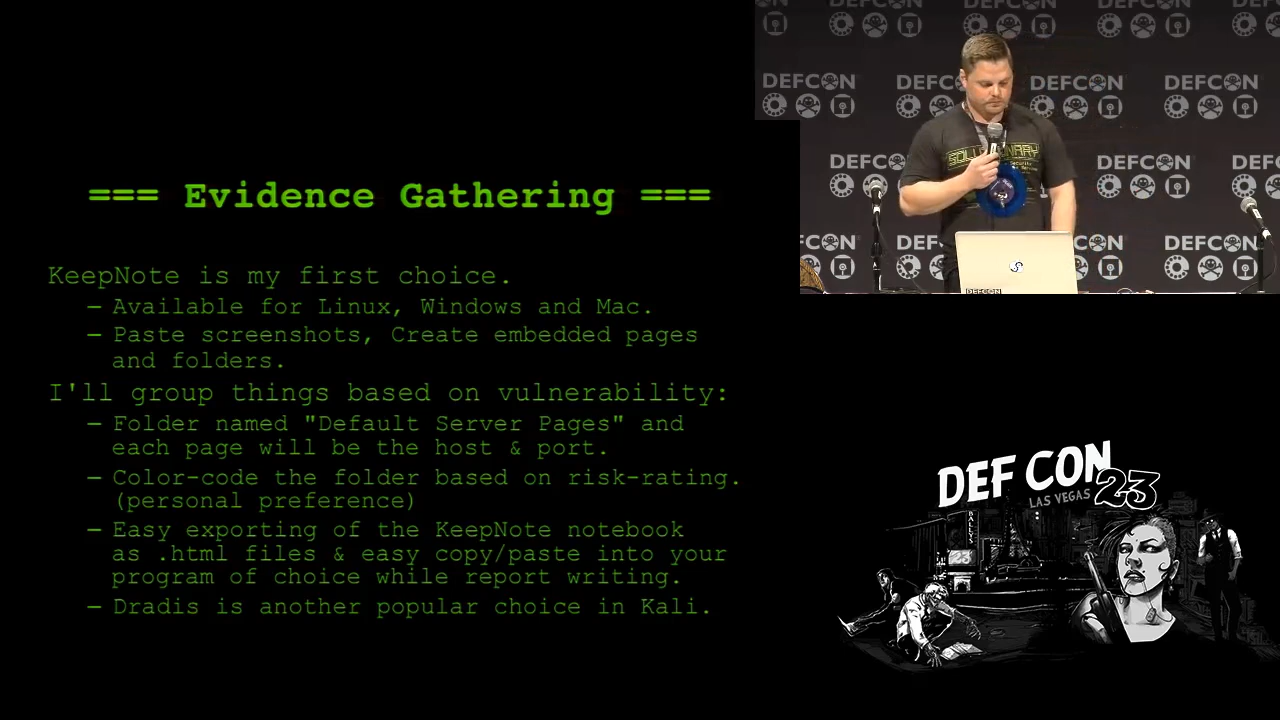 === Evidence Gathering ===
KeepNote is my first choice.
— Available for Linux, Windows and Mac.
— Paste screenshots, Create embedded pages
and folders.
I'll group things based on vulnerability:
— Folder named "Default Server Pages" and
each page will be the host & port.
— Color-code the folder based on risk-rating.
(personal preference)
— Easy exporting of the KeepNote notebook
as .html files & easy copy/paste into your
program of choice while report writing.
— Dradis is another popular choice in Kali.
DEFCON DEFCON DEFCON DEFCON
DEFCON
DEF CON 23
LAS VEGAS